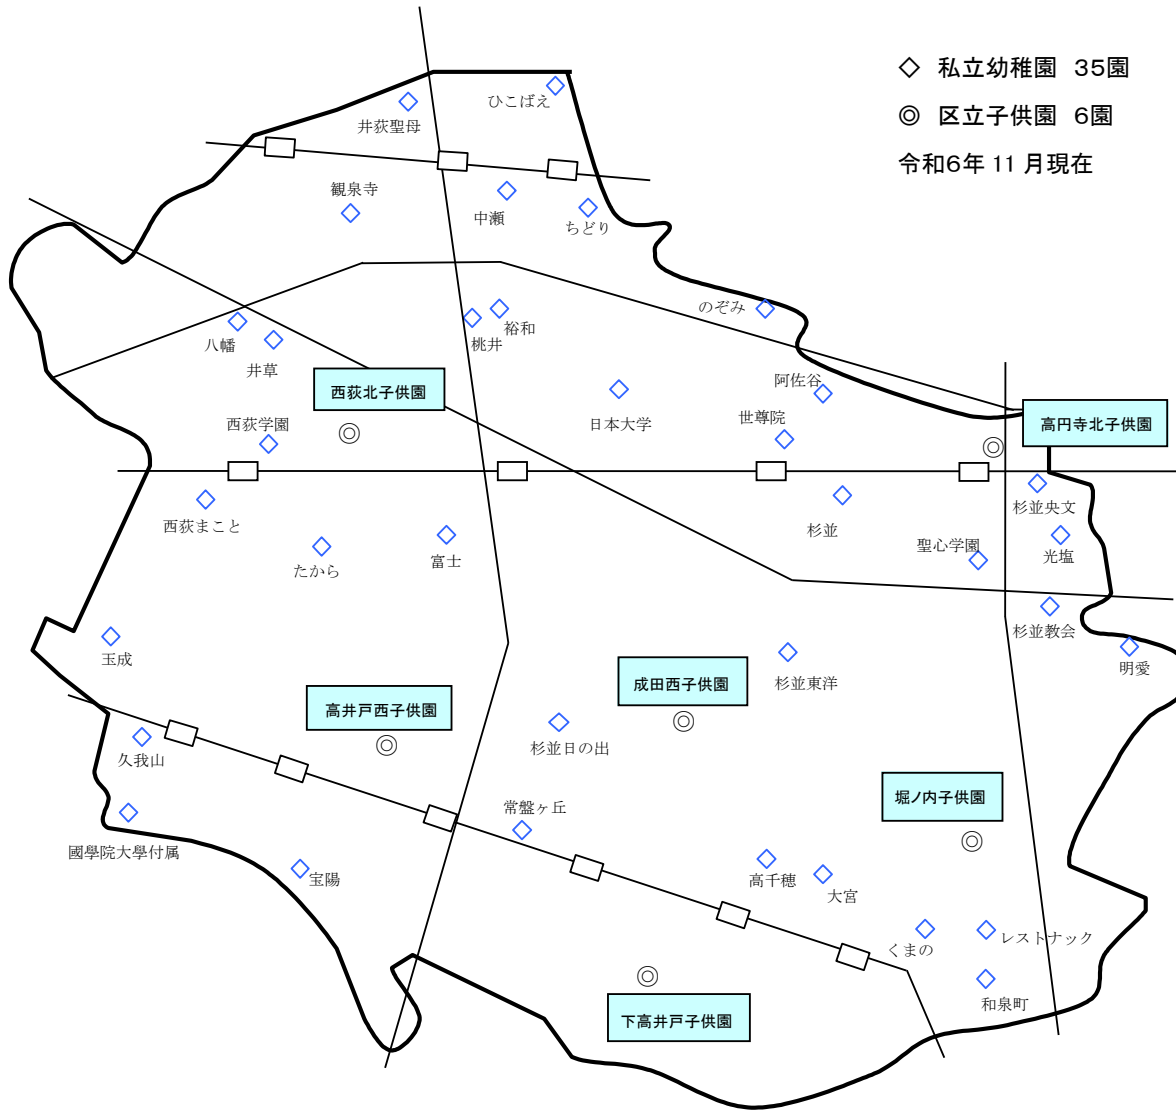 ◇ 私立幼稚園 35園
◎ 区立子供園 6園
令和6年 11 月現在
ひこばえ
井荻聖母
観泉寺
中瀬
ちどり
のぞみ
八幡
井草
桃井
裕和
西荻北子供園
阿佐谷
西荻学園
日本大学
世尊院
高円寺北子供園
西荻まこと
たから
富士
杉並
杉並央文
聖心学園
光塩
杉並教会
玉成
明愛
高井戸西子供園
成田西子供園
杉並東洋
久我山
杉並日の出
堀ノ内子供園
常盤ヶ丘
國學院大學付属
宝陽
高千穂
大宮
くまの
レストナック
和泉町
下高井戸子供園